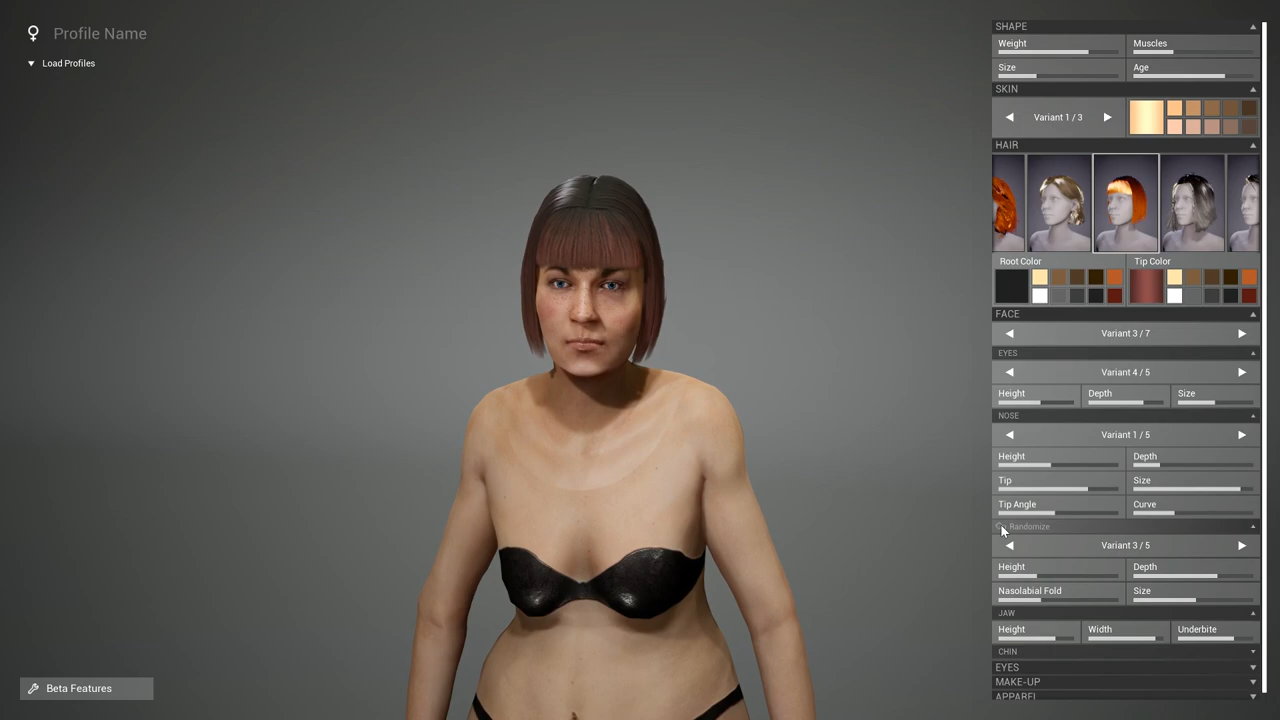 Profile Name
Load Profiles
SHAPE
Weight
Muscles
Size
Age
SKIN
Variant 1 / 3
HAIR
Root Color
Tip Color
FACE
Variant 3 / 7
EYES
Variant 4 / 5
Height
Depth
Size
NOSE
Variant 1 / 5
Height
Depth
Tip
Size
Tip Angle
Curve
Randomize
Variant 3 / 5
Height
Depth
Nasolabial Fold
Size
JAW
Height
Width
Underbite
CHIN
EYES
MAKE-UP
APPAREL
Beta Features